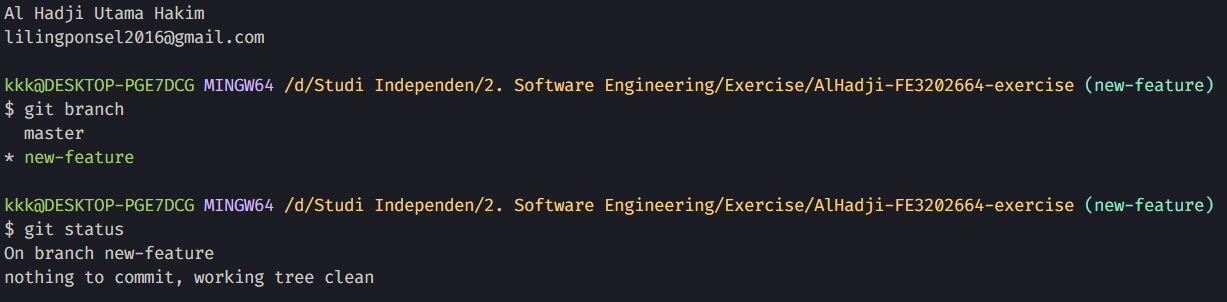 Al Hadji Utama Hakim
lilingponsel2016@gmail.com
kkk@DESKTOP-PGE7DCG MINGW64 /d/Studi Independen/2. Software Engineering/Exercise/AlHadji-FE3202664-exercise (new-feature)
$ git branch
  master
* new-feature
kkk@DESKTOP-PGE7DCG MINGW64 /d/Studi Independen/2. Software Engineering/Exercise/AlHadji-FE3202664-exercise (new-feature)
$ git status
On branch new-feature
nothing to commit, working tree clean